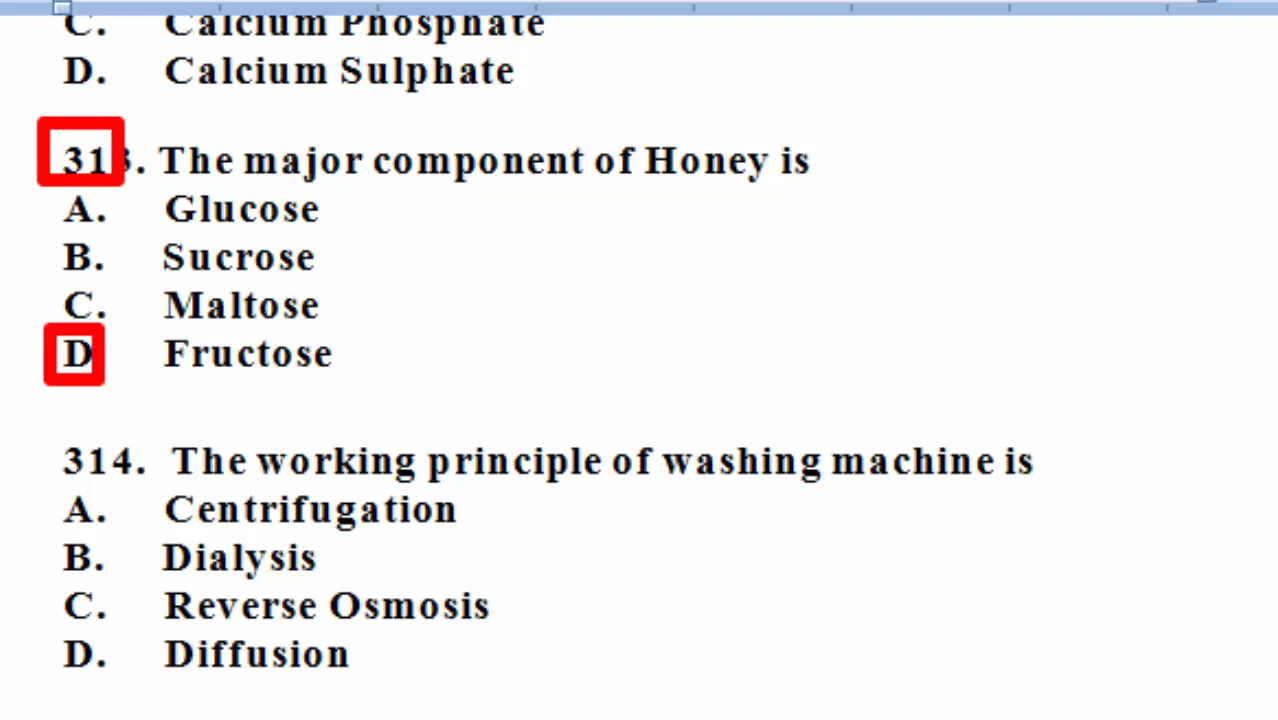 C. Calcium Phosphate
D. Calcium Sulphate
313. The major component of Honey is
A. Glucose
B. Sucrose
C. Maltose
D Fructose
314. The working principle of washing machine is
A. Centrifugation
B. Dialysis
C. Reverse Osmosis
D. Diffusion